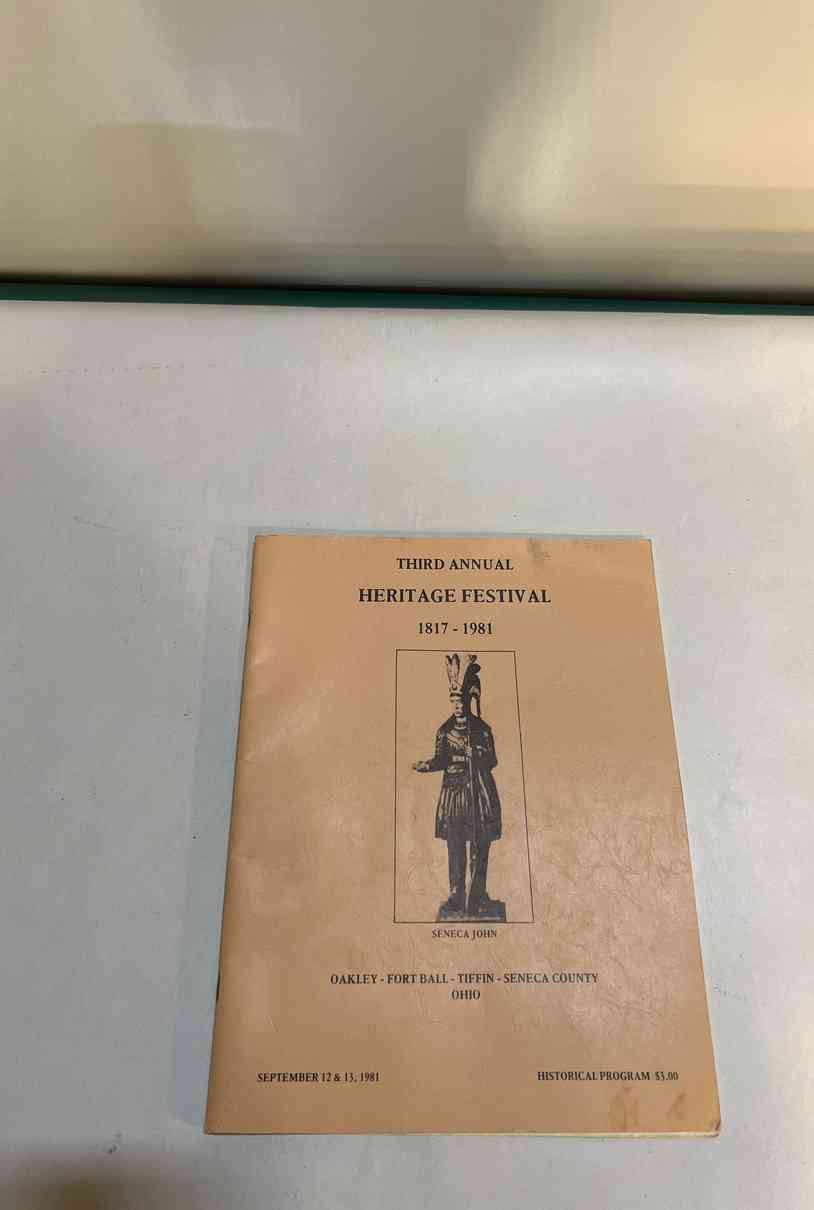 THIRD ANNUAL
HERITAGE FESTIVAL
1817 - 1981
SENECA JOHN
OAKLEY - FORT BALL - TIFFIN - SENECA COUNTY
OHIO
SEPTEMBER 12 & 13, 1981
HISTORICAL PROGRAM $3.00